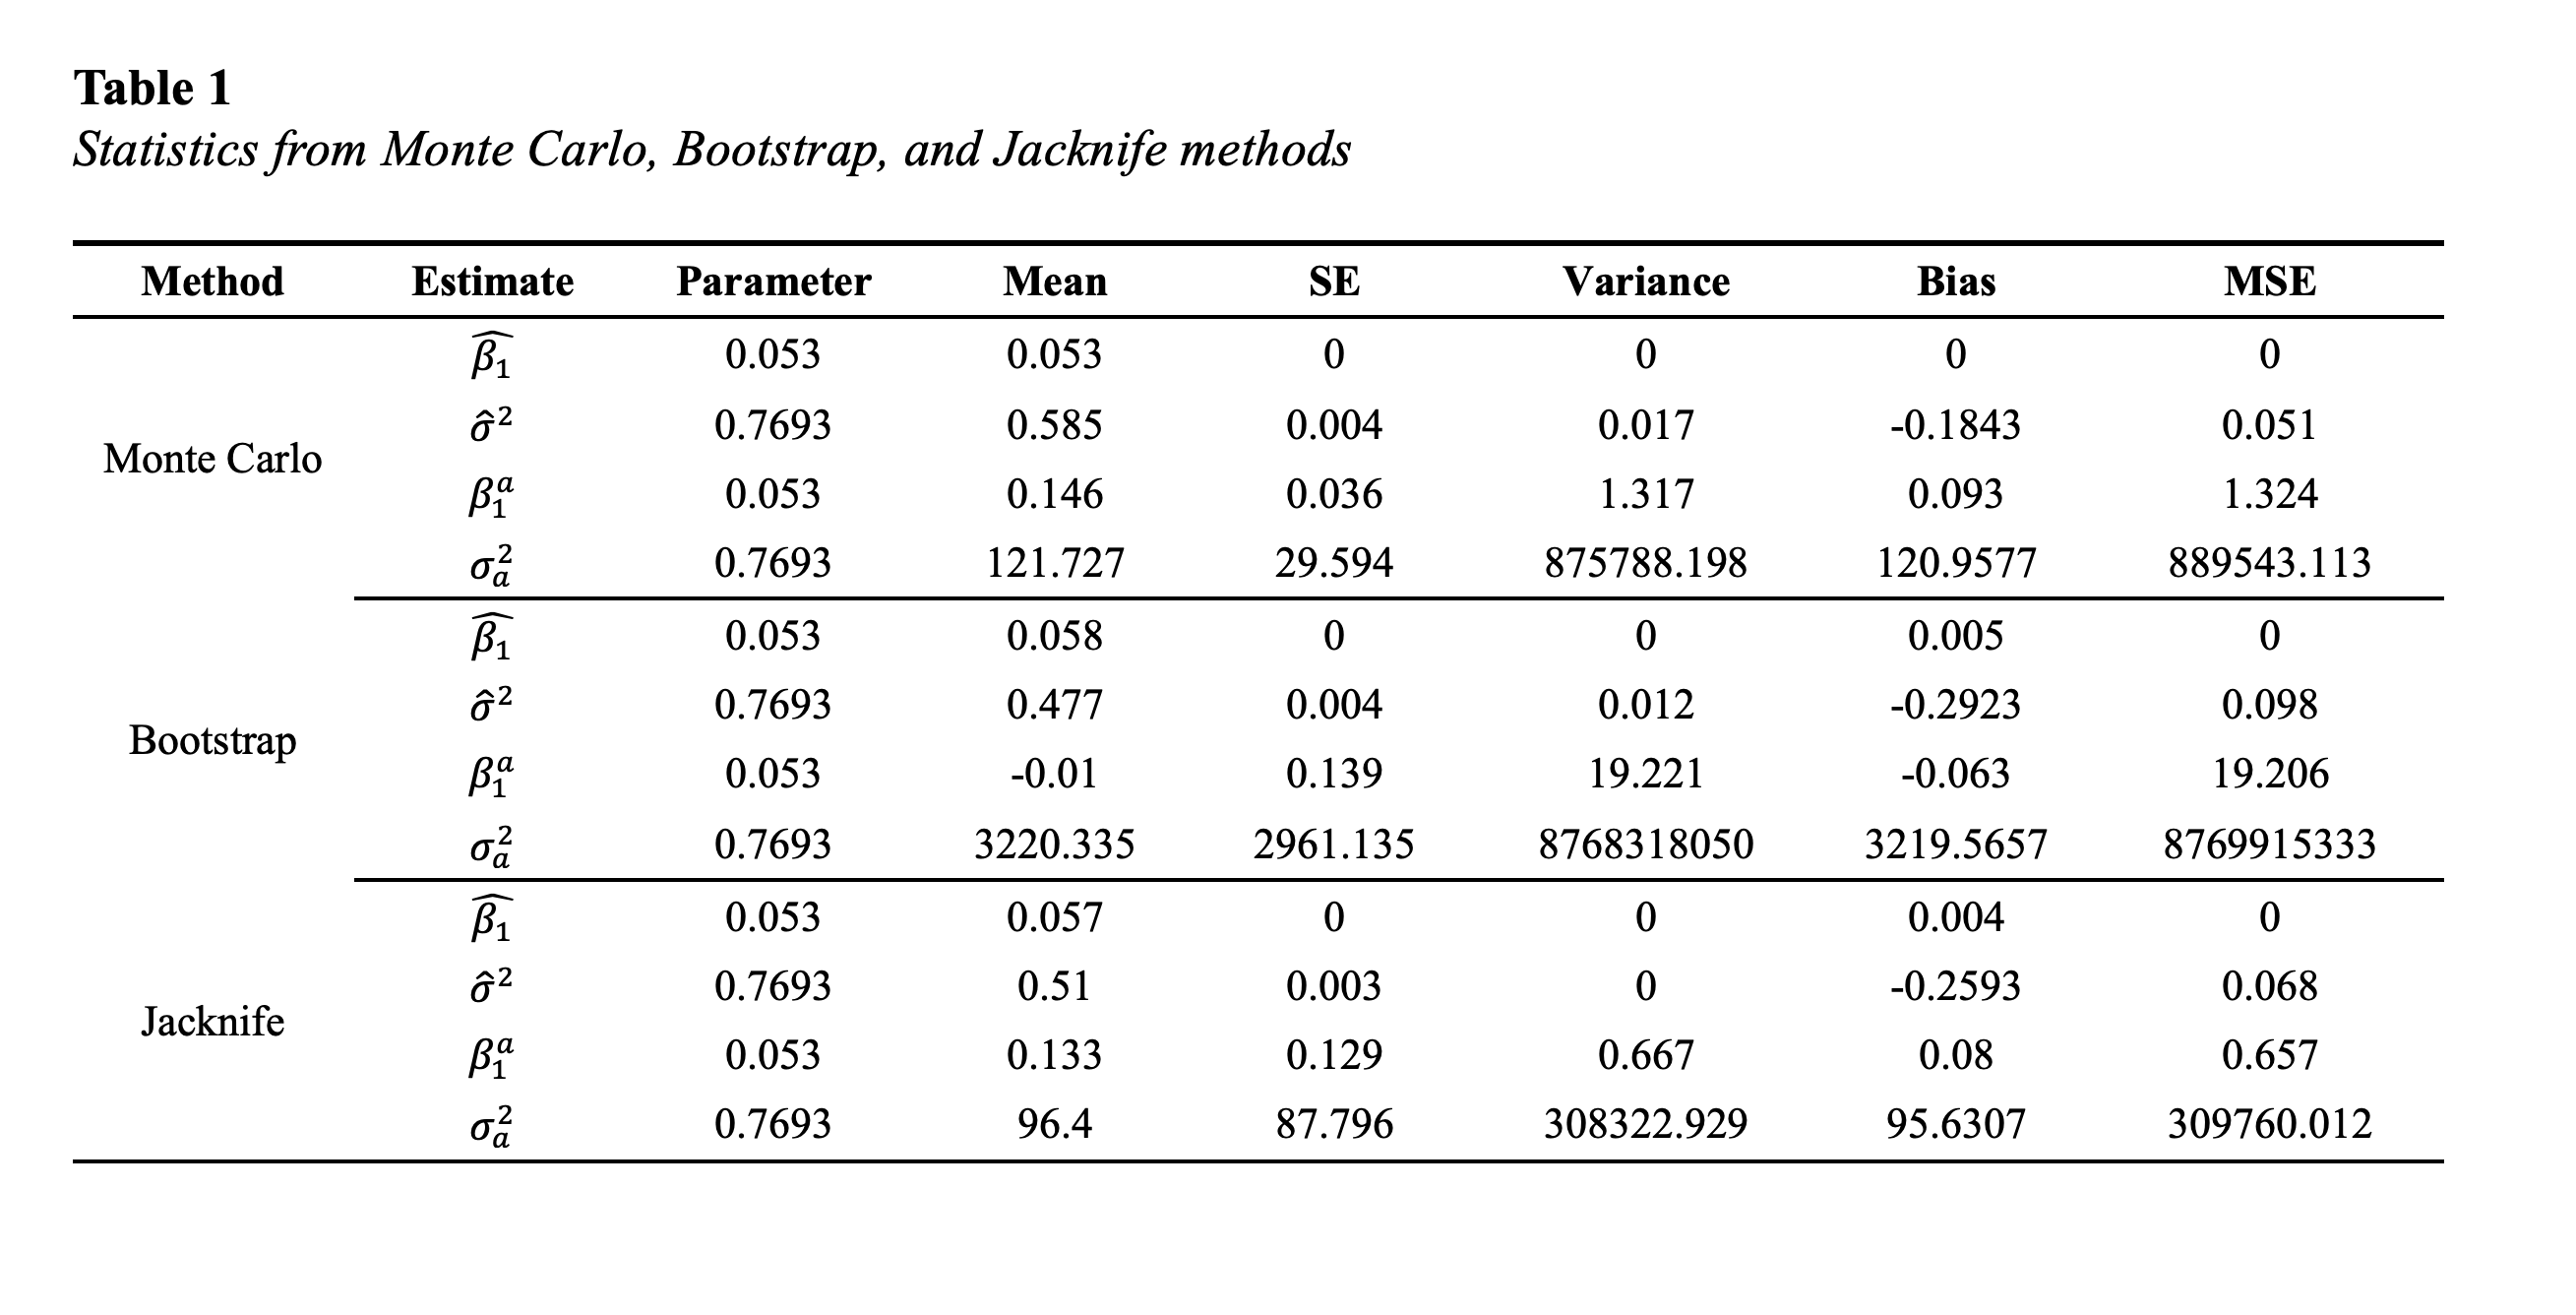 Table 1
Statistics from Monte Carlo, Bootstrap, and Jacknife methods
Method Estimate Parameter Mean SE Variance Bias MSE
Monte Carlo
$\widehat{\beta_1}$ 0.053 0.053 0 0 0 0
$\hat{\sigma}^2$ 0.7693 0.585 0.004 0.017 -0.1843 0.051
$\beta_1^a$ 0.053 0.146 0.036 1.317 0.093 1.324
$\sigma_a^2$ 0.7693 121.727 29.594 875788.198 120.9577 889543.113
Bootstrap
$\widehat{\beta_1}$ 0.053 0.058 0 0 0.005 0
$\hat{\sigma}^2$ 0.7693 0.477 0.004 0.012 -0.2923 0.098
$\beta_1^a$ 0.053 -0.01 0.139 19.221 -0.063 19.206
$\sigma_a^2$ 0.7693 3220.335 2961.135 8768318050 3219.5657 8769915333
Jacknife
$\widehat{\beta_1}$ 0.053 0.057 0 0 0.004 0
$\hat{\sigma}^2$ 0.7693 0.51 0.003 0 -0.2593 0.068
$\beta_1^a$ 0.053 0.133 0.129 0.667 0.08 0.657
$\sigma_a^2$ 0.7693 96.4 87.796 308322.929 95.6307 309760.012